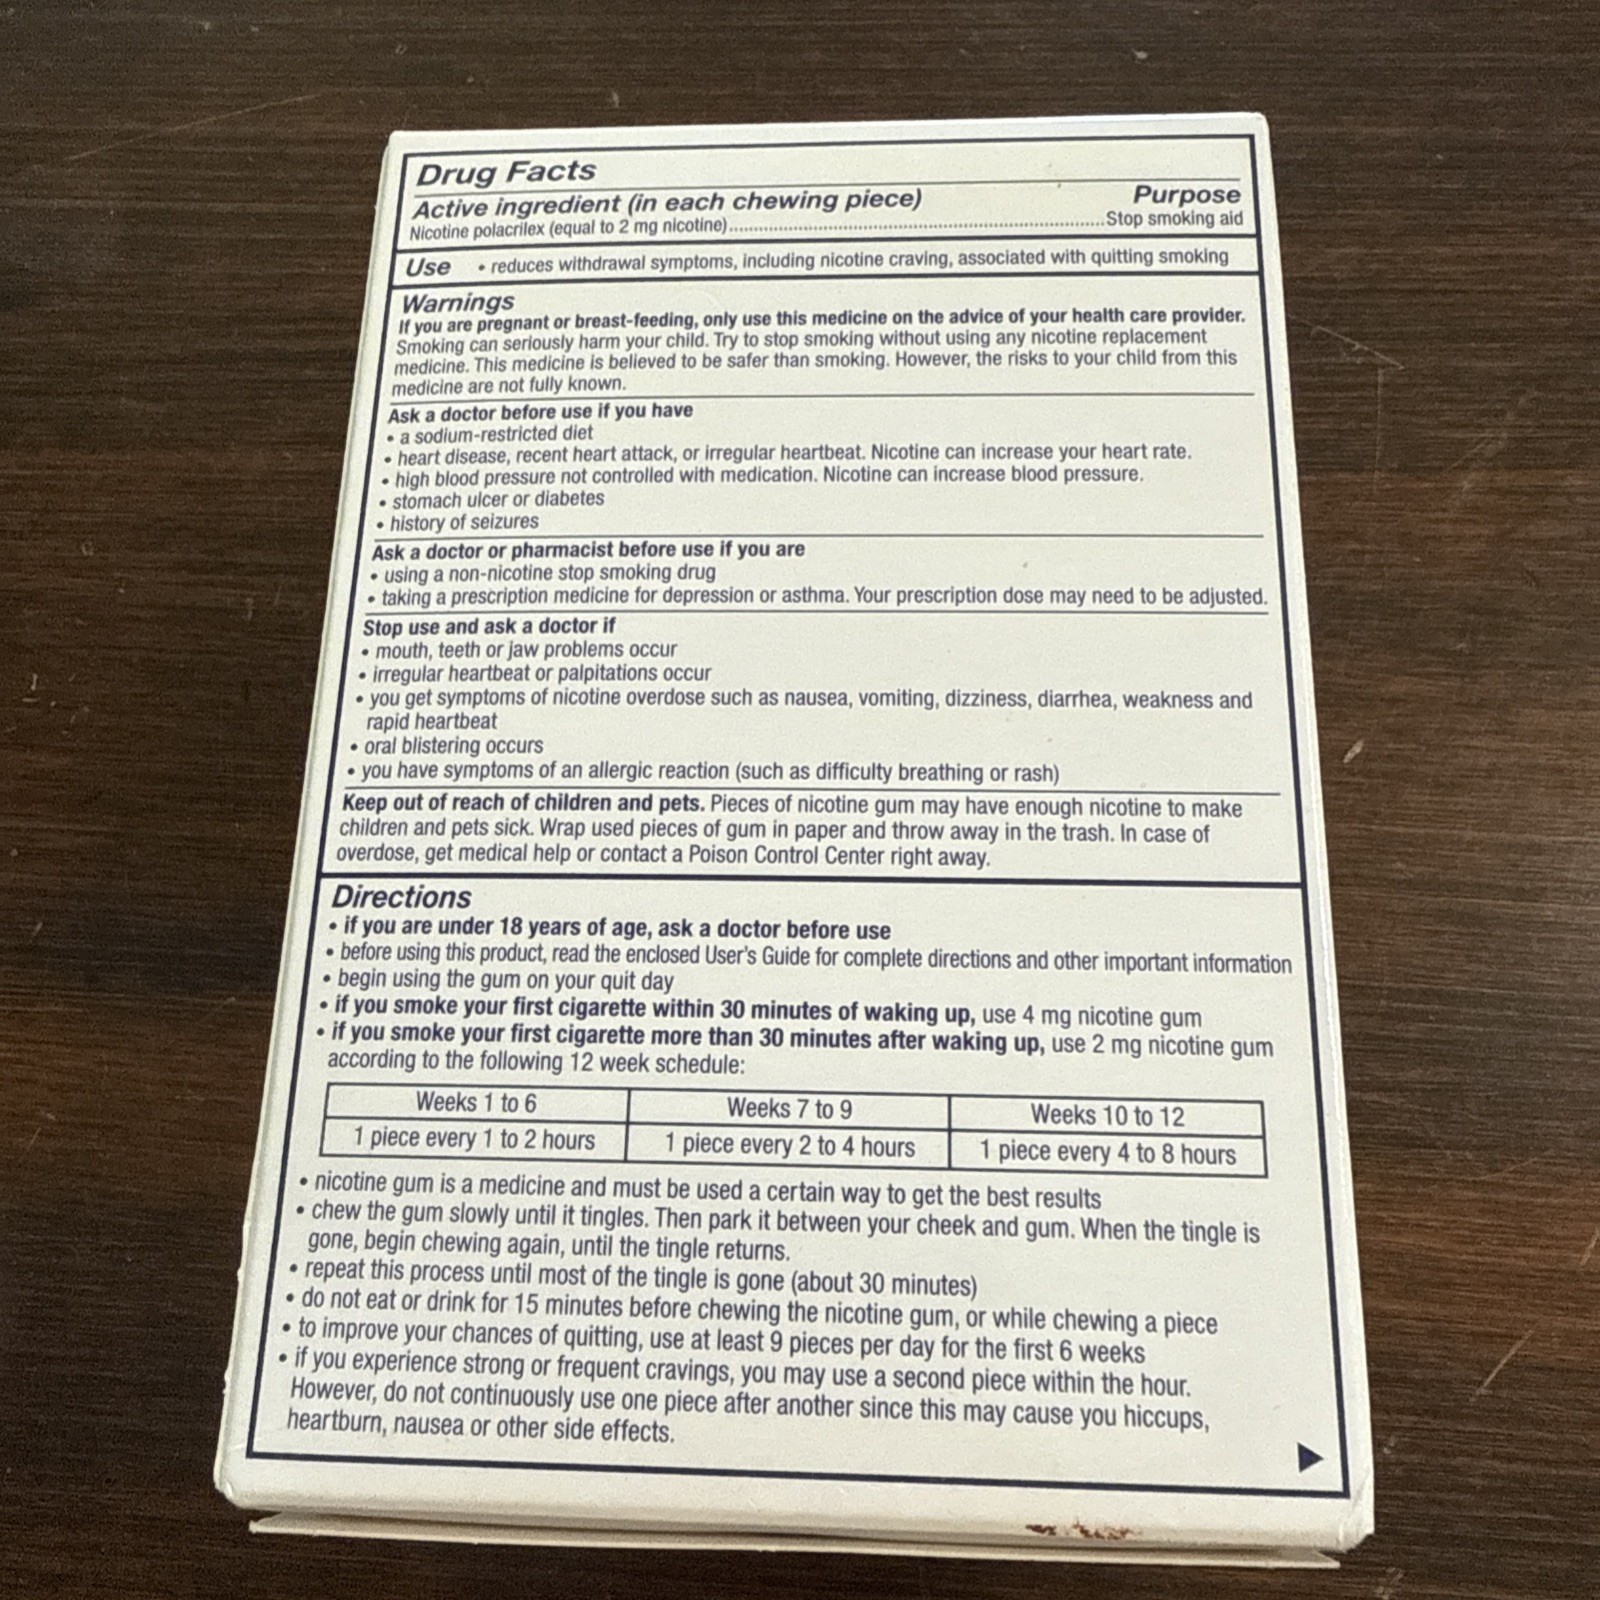 Drug Facts
Active ingredient (in each chewing piece) Purpose
Nicotine polacrilex (equal to 2 mg nicotine)..........................................................................Stop smoking aid
Use • reduces withdrawal symptoms, including nicotine craving, associated with quitting smoking
Warnings
If you are pregnant or breast-feeding, only use this medicine on the advice of your health care provider.
Smoking can seriously harm your child. Try to stop smoking without using any nicotine replacement
medicine. This medicine is believed to be safer than smoking. However, the risks to your child from this
medicine are not fully known.
Ask a doctor before use if you have
• a sodium-restricted diet
• heart disease, recent heart attack, or irregular heartbeat. Nicotine can increase your heart rate.
• high blood pressure not controlled with medication. Nicotine can increase blood pressure.
• stomach ulcer or diabetes
• history of seizures
Ask a doctor or pharmacist before use if you are
• using a non-nicotine stop smoking drug
• taking a prescription medicine for depression or asthma. Your prescription dose may need to be adjusted.
Stop use and ask a doctor if
• mouth, teeth or jaw problems occur
• irregular heartbeat or palpitations occur
• you get symptoms of nicotine overdose such as nausea, vomiting, dizziness, diarrhea, weakness and
rapid heartbeat
• oral blistering occurs
• you have symptoms of an allergic reaction (such as difficulty breathing or rash)
Keep out of reach of children and pets. Pieces of nicotine gum may have enough nicotine to make
children and pets sick. Wrap used pieces of gum in paper and throw away in the trash. In case of
overdose, get medical help or contact a Poison Control Center right away.
Directions
• if you are under 18 years of age, ask a doctor before use
• before using this product, read the enclosed User's Guide for complete directions and other important information
• begin using the gum on your quit day
• if you smoke your first cigarette within 30 minutes of waking up, use 4 mg nicotine gum
• if you smoke your first cigarette more than 30 minutes after waking up, use 2 mg nicotine gum
according to the following 12 week schedule:
Weeks 1 to 6 Weeks 7 to 9 Weeks 10 to 12
1 piece every 1 to 2 hours 1 piece every 2 to 4 hours 1 piece every 4 to 8 hours
• nicotine gum is a medicine and must be used a certain way to get the best results
• chew the gum slowly until it tingles. Then park it between your cheek and gum. When the tingle is
gone, begin chewing again, until the tingle returns.
• repeat this process until most of the tingle is gone (about 30 minutes)
• do not eat or drink for 15 minutes before chewing the nicotine gum, or while chewing a piece
• to improve your chances of quitting, use at least 9 pieces per day for the first 6 weeks
• if you experience strong or frequent cravings, you may use a second piece within the hour.
However, do not continuously use one piece after another since this may cause you hiccups,
heartburn, nausea or other side effects.